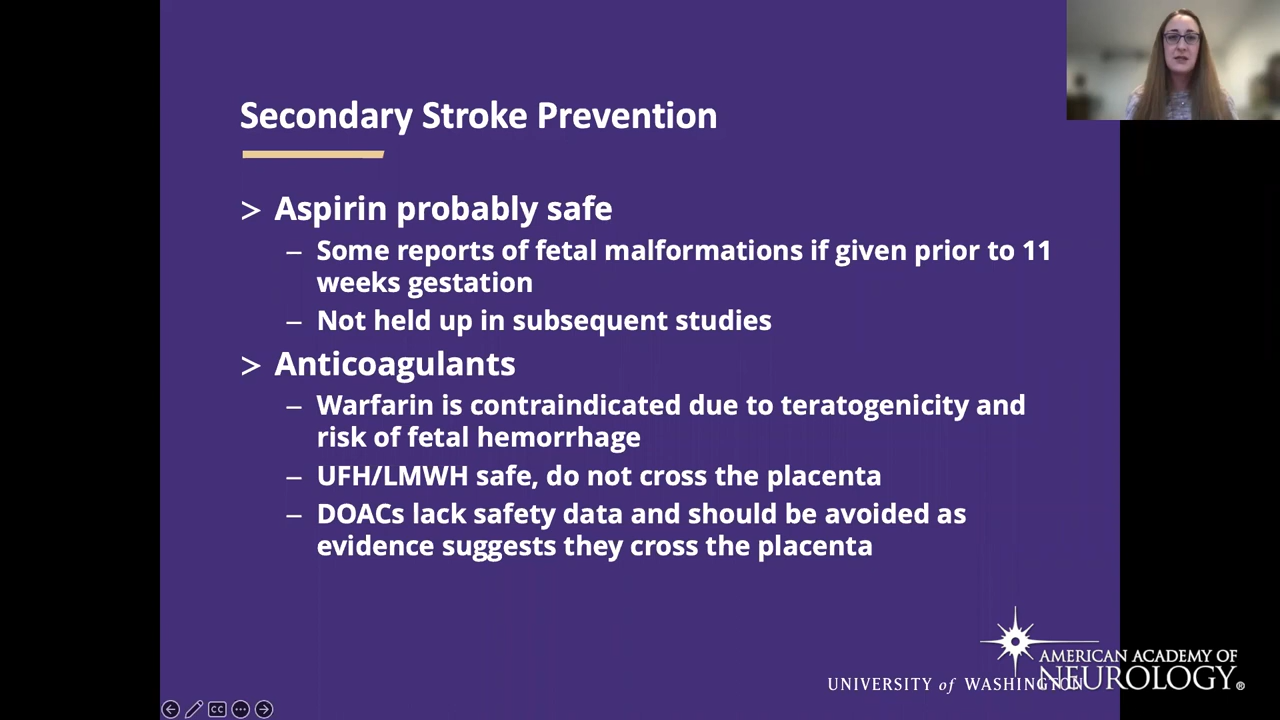 Secondary Stroke Prevention
> Aspirin probably safe
– Some reports of fetal malformations if given prior to 11
weeks gestation
– Not held up in subsequent studies
> Anticoagulants
– Warfarin is contraindicated due to teratogenicity and
risk of fetal hemorrhage
– UFH/LMWH safe, do not cross the placenta
– DOACs lack safety data and should be avoided as
evidence suggests they cross the placenta
AMERICAN ACADEMY OF
NEUROLOGY®
UNIVERSITY of WASHINGTON
CC